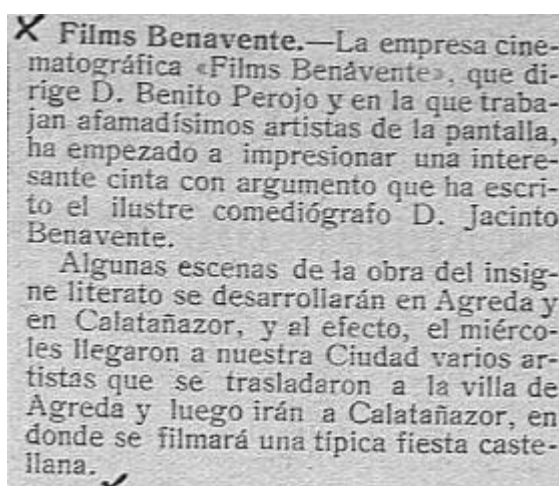 Films Benavente.—La empresa cine-
matográfica «Films Benávente», que di-
rige D. Benito Perojo y en la que traba-
jan afamadísimos artistas de la pantalla,
ha empezado a impresionar una intere-
sante cinta con argumento que ha escri-
to el ilustre comediógrafo D. Jacinto
Benavente.
Algunas escenas de la obra del insig-
ne literato se desarrollarán en Agreda y
en Calatañazor, y al efecto, el miérco-
les llegaron a nuestra Ciudad varios ar-
tistas que se trasladaron a la villa de
Agreda y luego irán a Calatañazor, en
donde se filmará una típica fiesta caste-
llana.